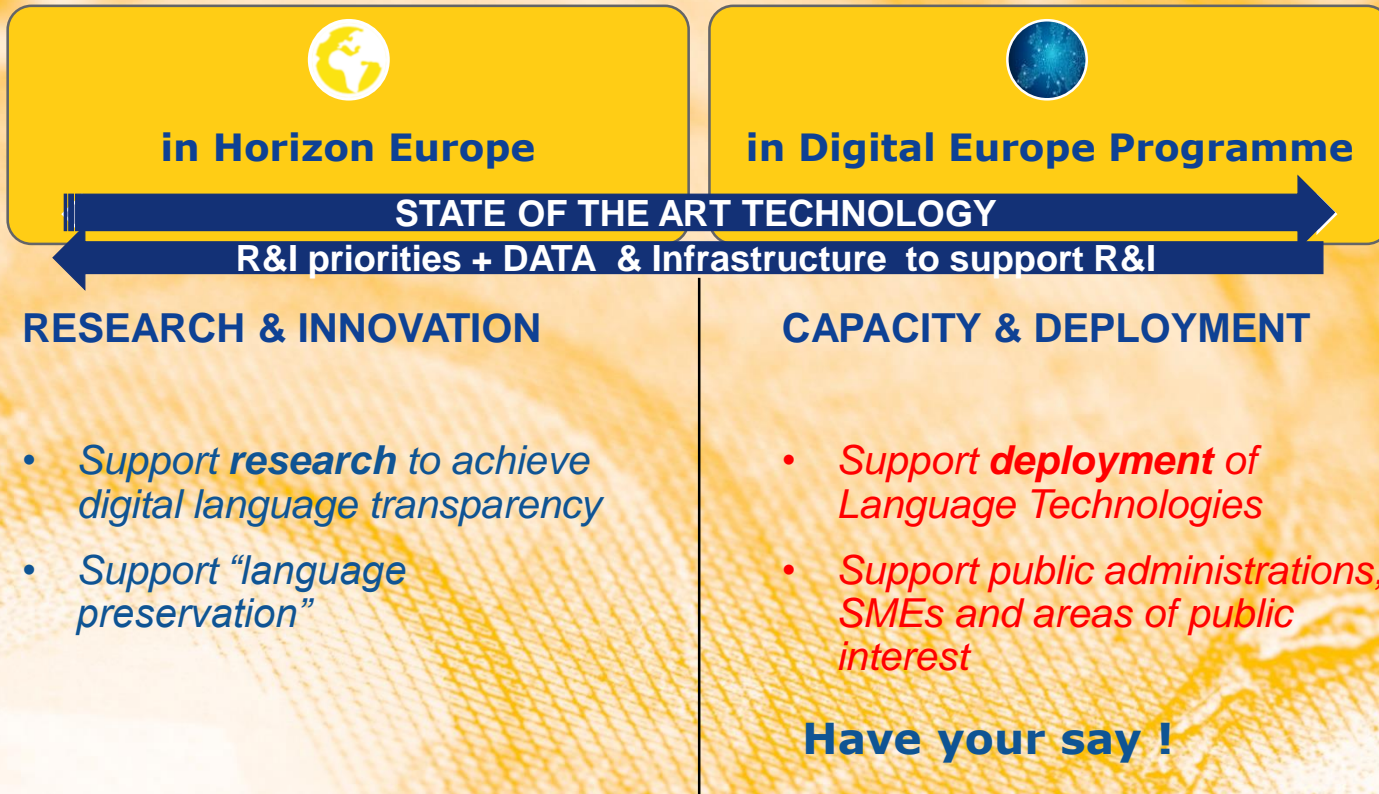 in Horizon Europe
in Digital Europe Programme
STATE OF THE ART TECHNOLOGY
R&I priorities + DATA & Infrastructure to support R&I
RESEARCH & INNOVATION
• Support research to achieve
digital language transparency
• Support “language
preservation”
CAPACITY & DEPLOYMENT
• Support deployment of
Language Technologies
• Support public administrations,
SMEs and areas of public
interest
Have your say !